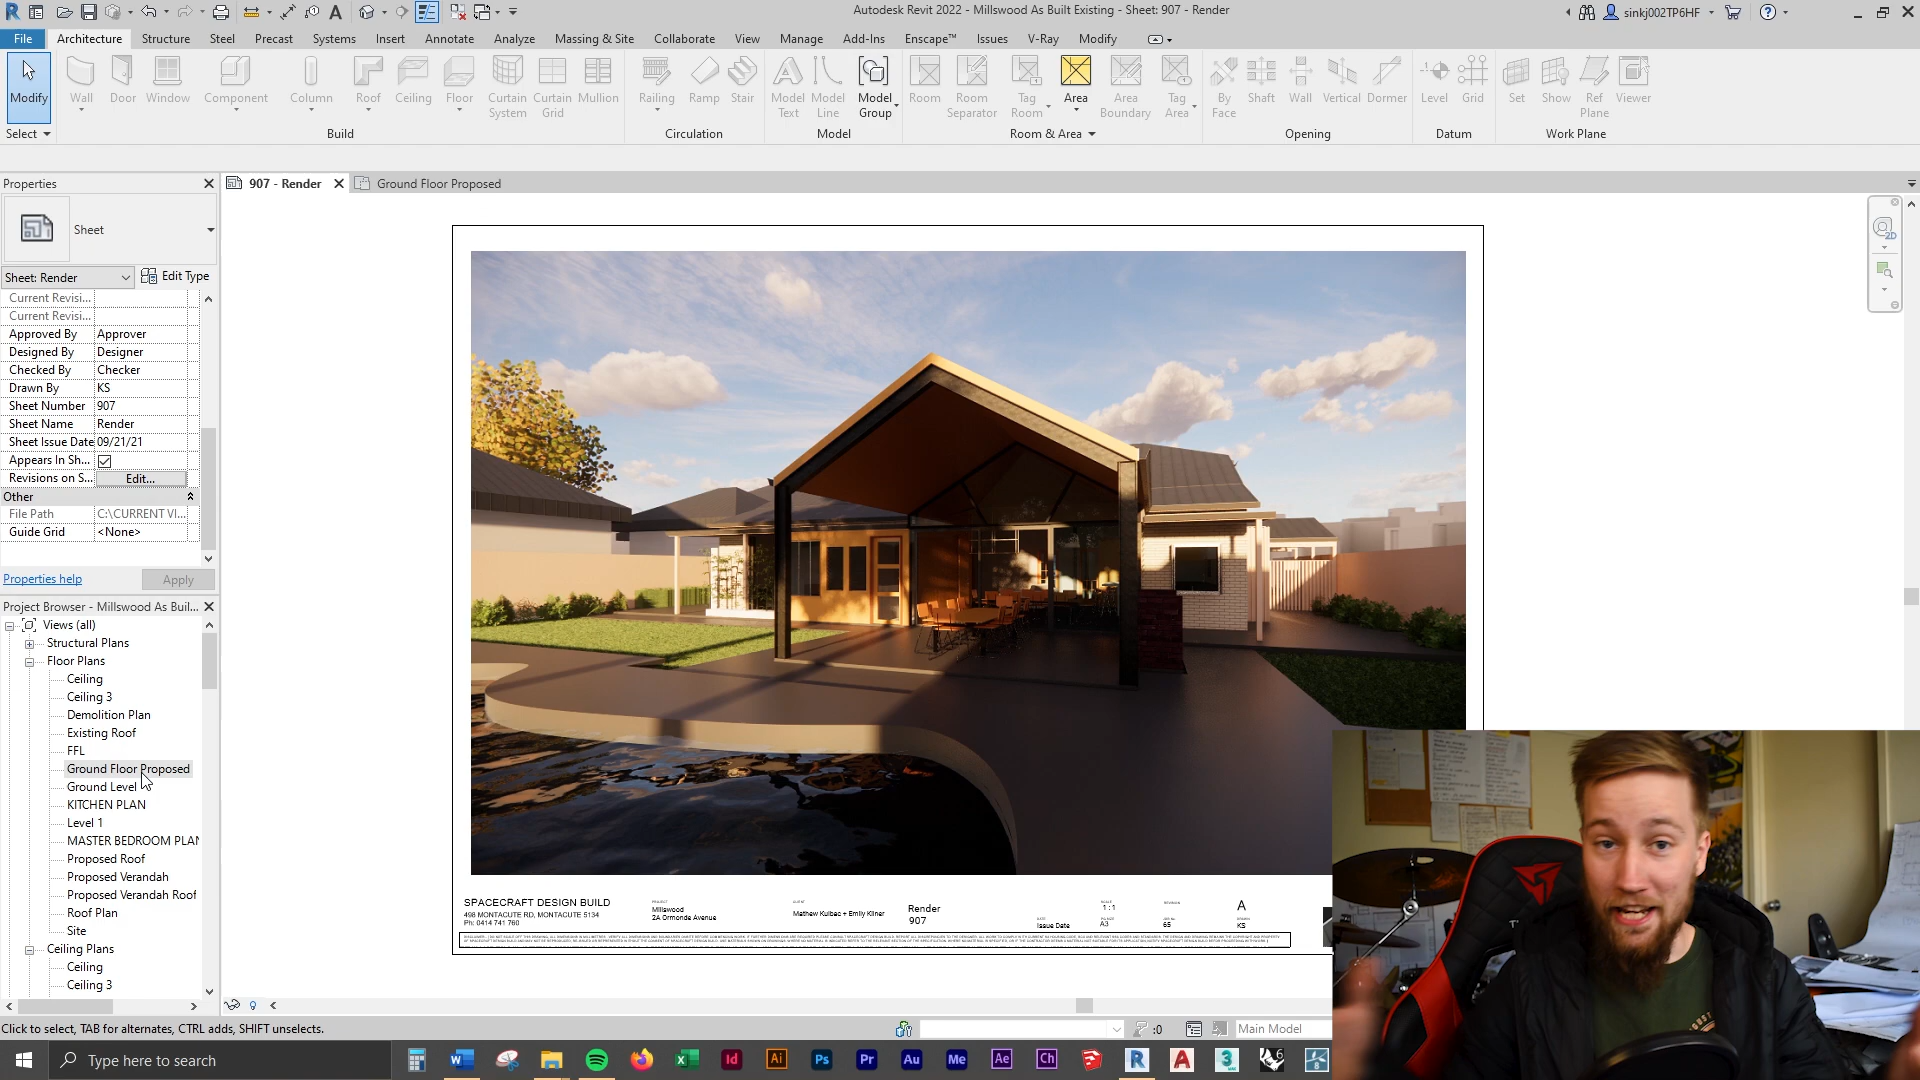 Autodesk Revit 2022 - Millswood As Built Existing - Sheet: 907 - Render
sinkj002TP6HF
File Architecture Structure Steel Precast Systems Insert Annotate Analyze Massing & Site Collaborate View Manage Add-Ins Enscape™ Issues V-Ray Modify
Modify
Wall Door Window Component Column Roof Ceiling Floor Curtain System Curtain Grid Mullion
Railing Ramp Stair
Model Text Model Line Model Group
Room Room Separator Tag Room Area Area Boundary Tag Area
By Face Shaft Wall Vertical Dormer
Level Grid
Set Show Ref Plane Viewer
Select Build Circulation Model Room & Area Opening Datum Work Plane
Properties
907 - Render
Ground Floor Proposed
Sheet
Sheet: Render
Edit Type
Current Revisi...
Current Revisi...
Approved By Approver
Designed By Designer
Checked By Checker
Drawn By KS
Sheet Number 907
Sheet Name Render
Sheet Issue Date 09/21/21
Appears In Sh...
Revisions on S... Edit...
Other
File Path C:\CURRENT VI...
Guide Grid <None>
Properties help
Apply
Project Browser - Millswood As Buil...
Views (all)
Structural Plans
Floor Plans
Ceiling
Ceiling 3
Demolition Plan
Existing Roof
FFL
Ground Floor Proposed
Ground Level
KITCHEN PLAN
Level 1
MASTER BEDROOM PLAN
Proposed Roof
Proposed Verandah
Proposed Verandah Roof
Roof Plan
Site
Ceiling Plans
Ceiling
Ceiling 3
SPACECRAFT DESIGN BUILD
498 MONTACUTE RD, MONTACUTE 5134
Ph: 0414 741 760
PROJECT
Millswood
2A Ormonde Avenue
CLIENT
Mathew Kulbac + Emily Kilner
Render
907
DATE
Issue Date
SCALE
1 : 1
A3
65
REVISION
A
KS
Click to select, TAB for alternates, CTRL adds, SHIFT unselects.
:0
Main Model
Type here to search